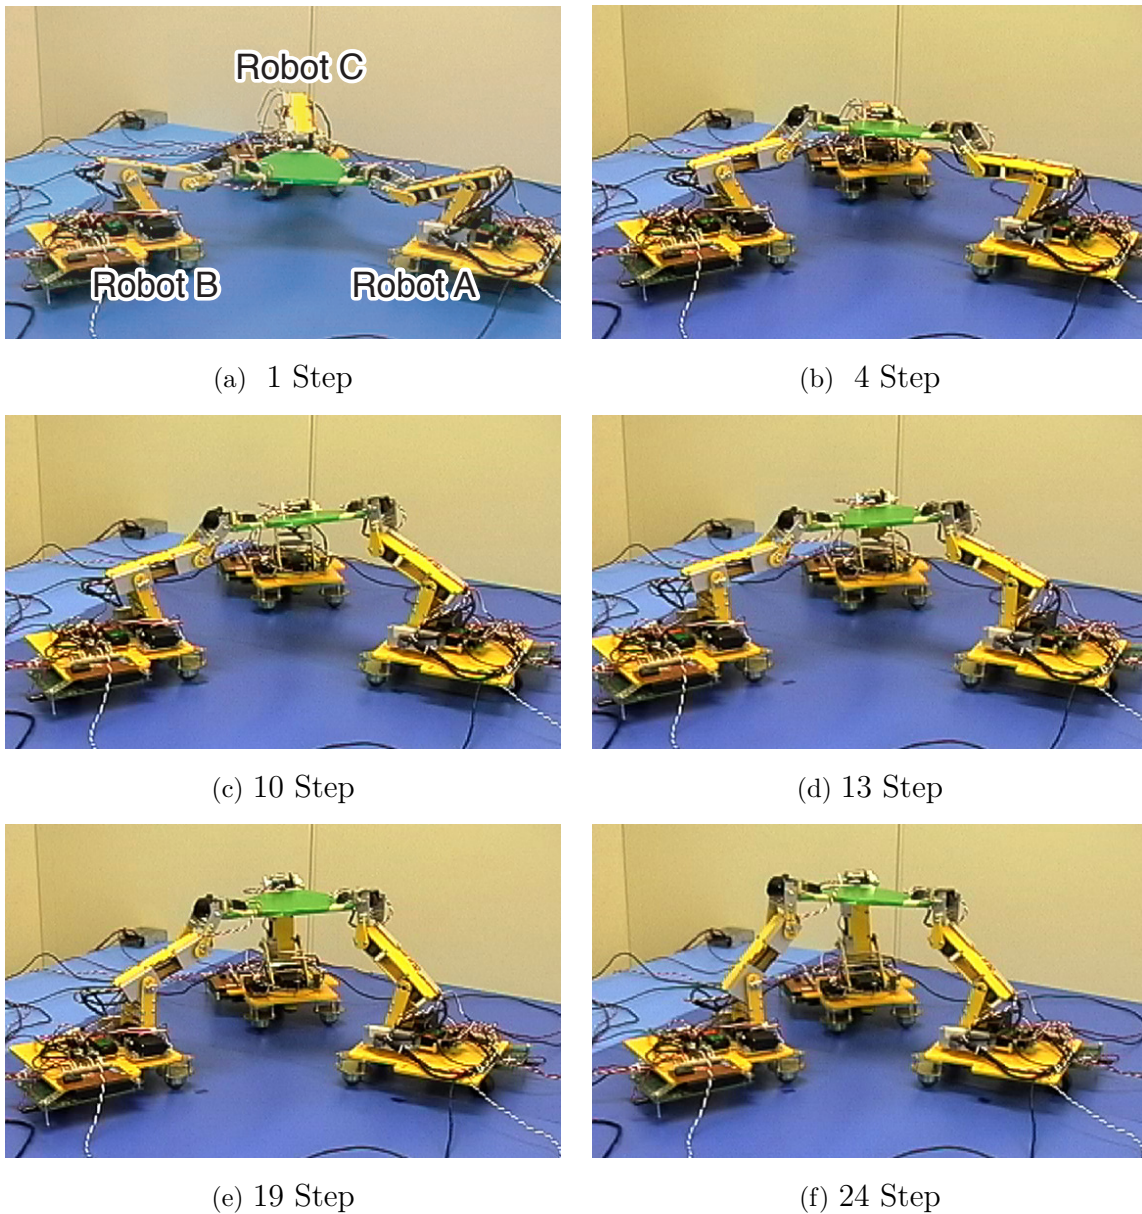 Robot C
Robot B
Robot A
(a) 1 Step
(b) 4 Step
(c) 10 Step
(d) 13 Step
(e) 19 Step
(f) 24 Step